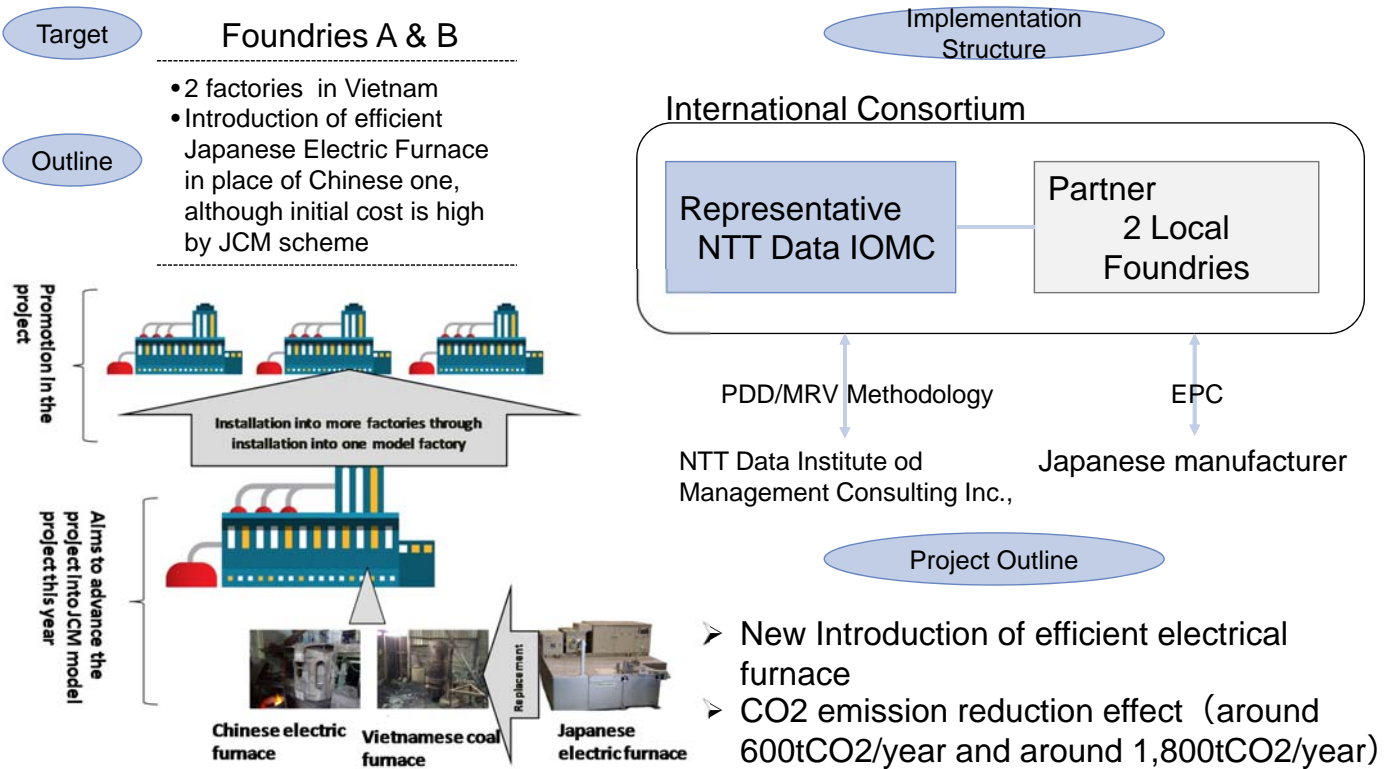 Target
Foundries A & B
Outline
•2 factories in Vietnam
•Introduction of efficient
Japanese Electric Furnace
in place of Chinese one,
although initial cost is high
by JCM scheme
Promotion in the
project
Installation into more factories through
installation into one model factory
Aims to advance the
project into JCM model
project this year
Replacement
Chinese electric
furnace
Vietnamese coal
furnace
Japanese
electric furnace
Implementation
Structure
International Consortium
Representative
NTT Data IOMC
Partner
2 Local
Foundries
PDD/MRV Methodology
EPC
NTT Data Institute od
Management Consulting Inc.,
Japanese manufacturer
Project Outline
➢ New Introduction of efficient electrical
furnace
➢ CO2 emission reduction effect（around
600tCO2/year and around 1,800tCO2/year）